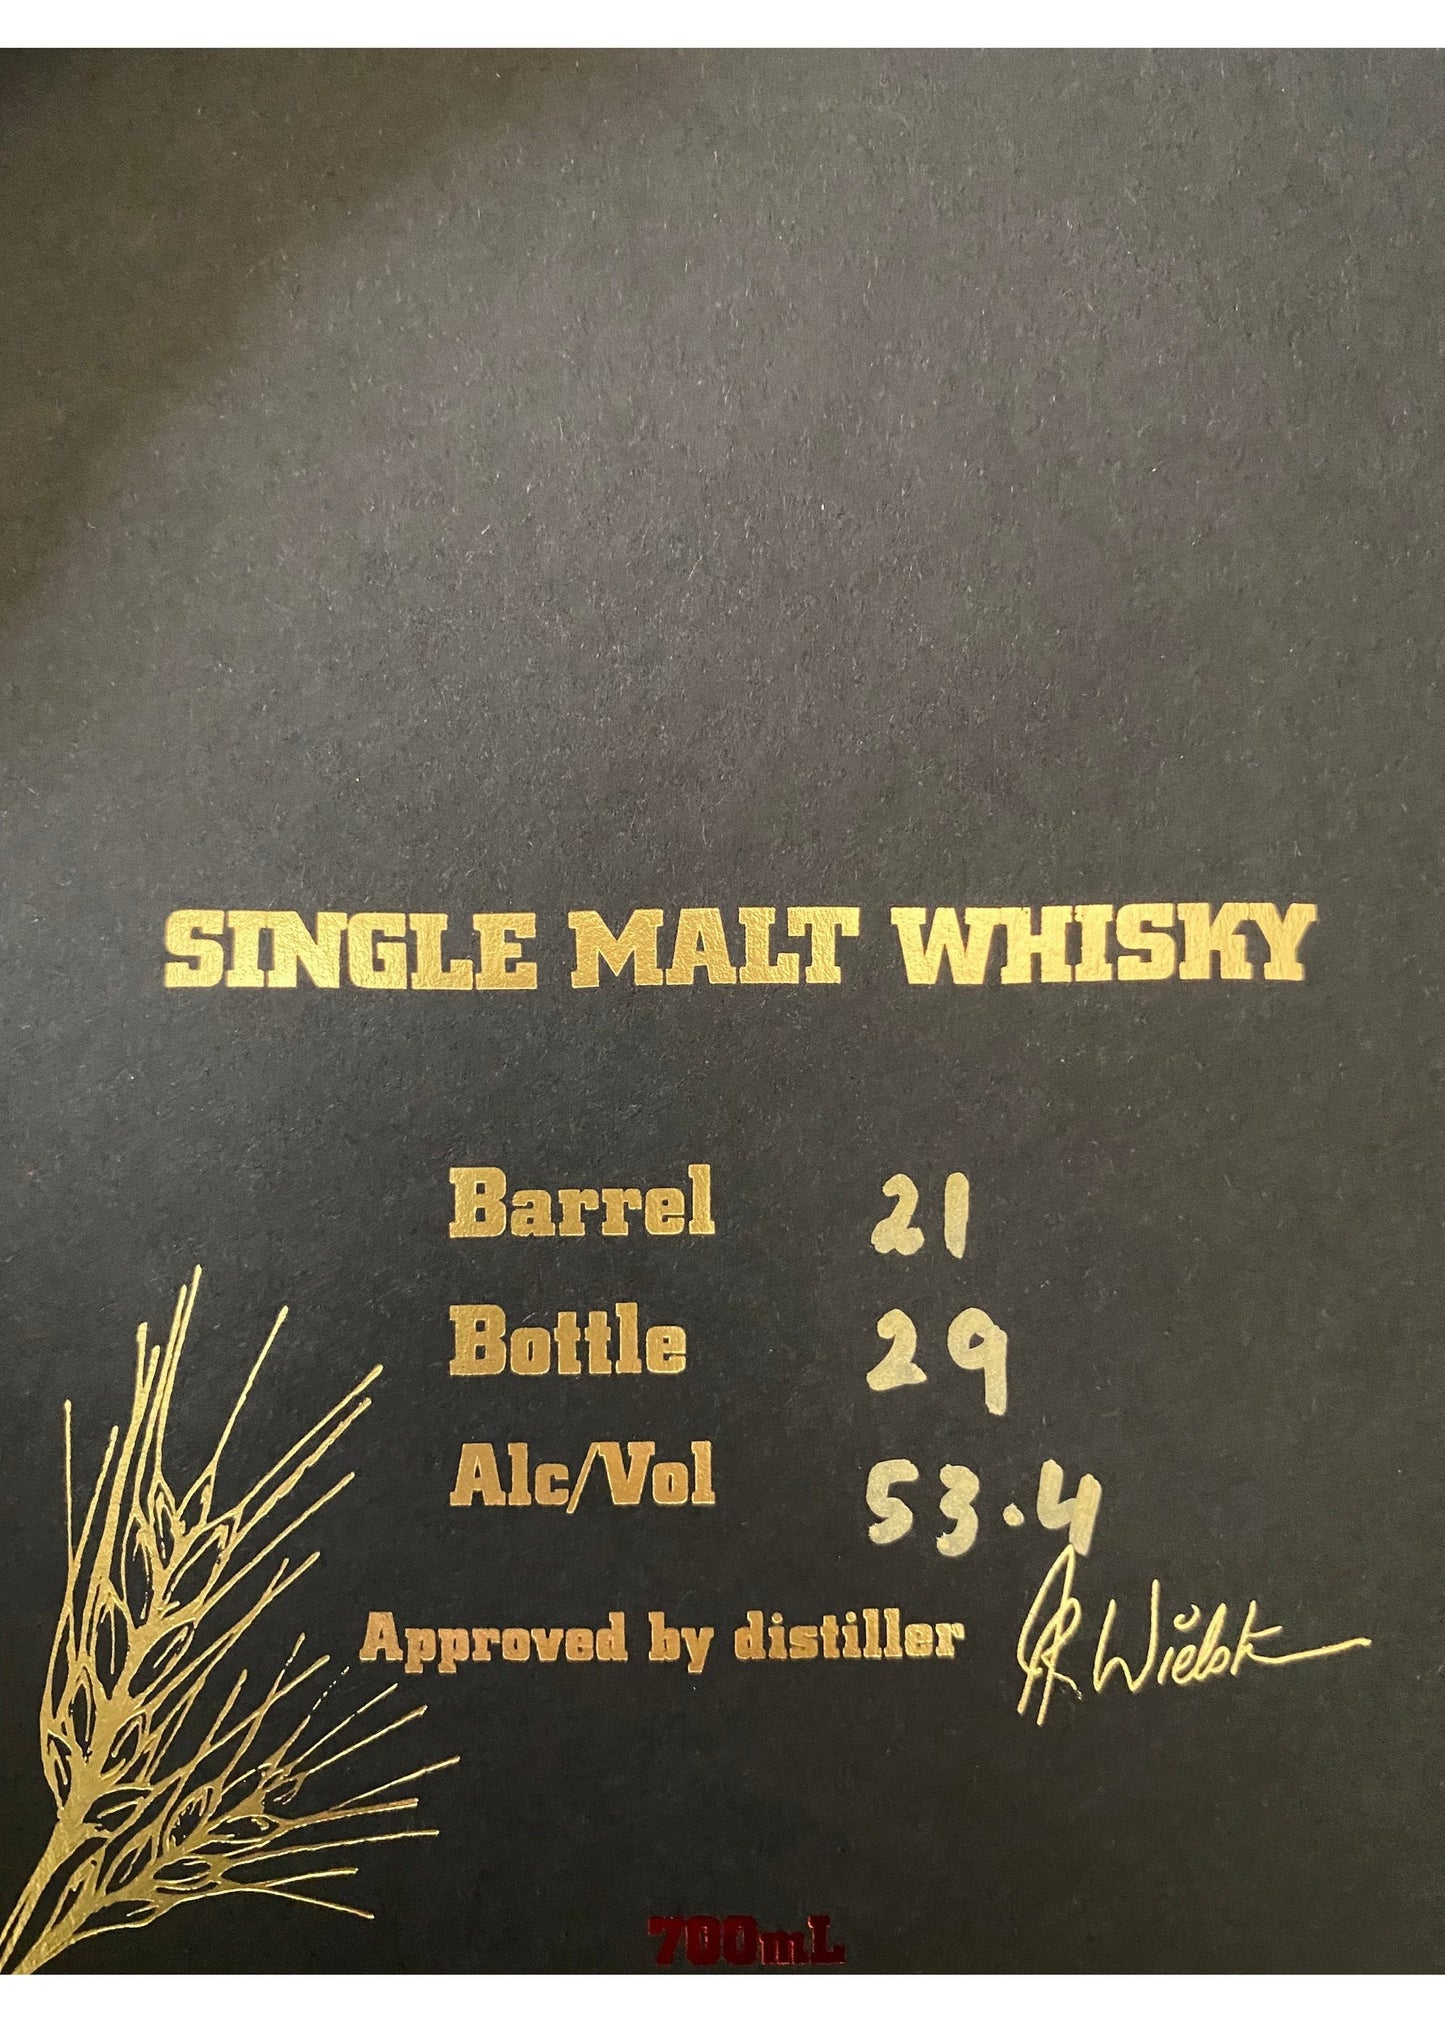 SINGLE MALT WHISKY
Barrel 21
Bottle 29
Alc/Vol 53.4
Approved by distiller
700mL